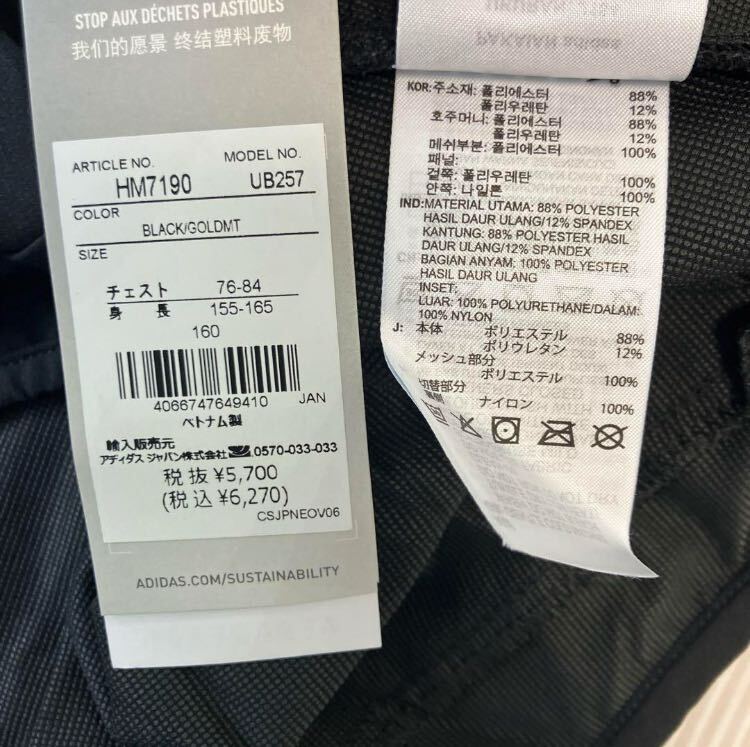 STOP AUX DÉCHETS PLASTIQUES
我们的愿景 终结塑料废物
ARTICLE NO. MODEL NO.
HM7190 UB257
COLOR
BLACK/GOLDMT
SIZE
チェスト 76-84
身 長 155-165
160
4066747649410 JAN
ベトナム製
輸入販売元
アディダス ジャパン株式会社 0570-033-033
税抜 ¥5,700
(税込 ¥6,270)
CSJPNEOV06
ADIDAS.COM/SUSTAINABILITY
PAKAIAN adidas
KOR: 주소재: 폴리에스터 88%
폴리우레탄 12%
호주머니: 폴리에스터 88%
폴리우레탄 12%
메쉬부분: 폴리에스터 100%
패널:
겉쪽: 폴리우레탄 100%
안쪽: 나일론 100%
IND: MATERIAL UTAMA: 88% POLYESTER
HASIL DAUR ULANG/12% SPANDEX
KANTUNG: 88% POLYESTER HASIL
DAUR ULANG/12% SPANDEX
BAGIAN ANYAM: 100% POLYESTER
HASIL DAUR ULANG
INSET:
LUAR: 100% POLYURETHANE/DALAM:
100% NYLON
J: 本体 ポリエステル 88%
ポリウレタン 12%
メッシュ部分
ポリエステル 100%
切替部分
裏側 ナイロン 100%